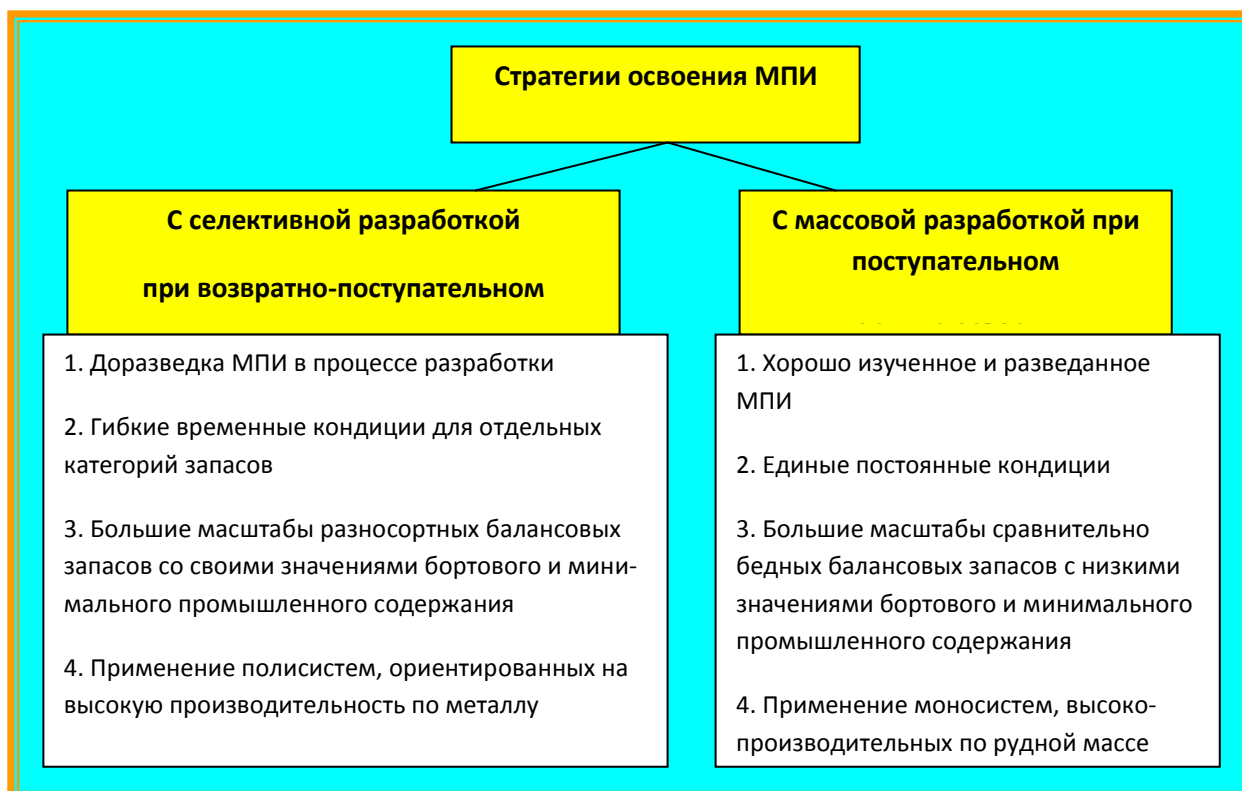 Стратегии освоения МПИ
С селективной разработкой
при возвратно-поступательном
1. Доразведка МПИ в процессе разработки
2. Гибкие временные кондиции для отдельных
категорий запасов
3. Большие масштабы разносортных балансовых
запасов со своими значениями бортового и мини-
мального промышленного содержания
4. Применение полисистем, ориентированных на
высокую производительность по металлу
С массовой разработкой при
поступательном
1. Хорошо изученное и разведанное
МПИ
2. Единые постоянные кондиции
3. Большие масштабы сравнительно
бедных балансовых запасов с низкими
значениями бортового и минимального
промышленного содержания
4. Применение моносистем, высоко-
производительных по рудной массе